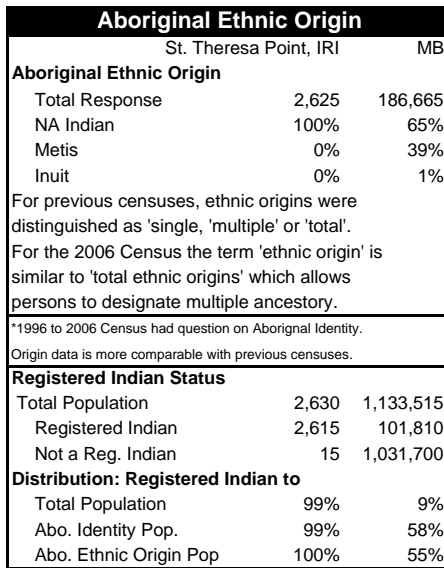 Aboriginal Ethnic Origin
St. Theresa Point, IRI MB
Aboriginal Ethnic Origin
Total Response 2,625 186,665
NA Indian 100% 65%
Metis 0% 39%
Inuit 0% 1%
For previous censuses, ethnic origins were
distinguished as 'single, 'multiple' or 'total'.
For the 2006 Census the term 'ethnic origin' is
similar to 'total ethnic origins' which allows
persons to designate multiple ancestory.
*1996 to 2006 Census had question on Aborignal Identity.
Origin data is more comparable with previous censuses.
Registered Indian Status
Total Population 2,630 1,133,515
Registered Indian 2,615 101,810
Not a Reg. Indian 15 1,031,700
Distribution: Registered Indian to
Total Population 99% 9%
Abo. Identity Pop. 99% 58%
Abo. Ethnic Origin Pop 100% 55%